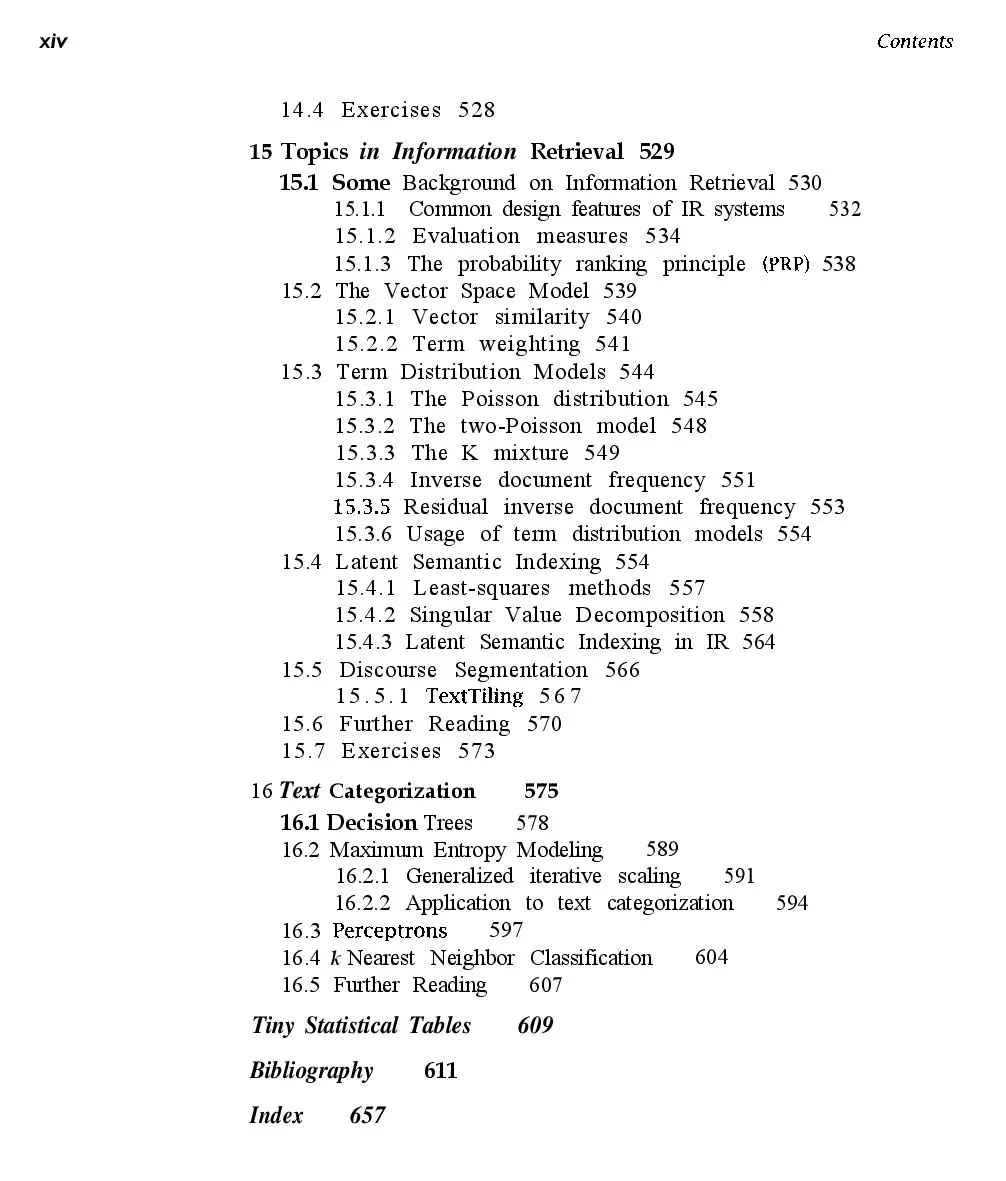 xiv Contents
14.4 Exercises 528
15 Topics in Information Retrieval 529
15.1 Some Background on Information Retrieval 530
15.1.1 Common design features of IR systems 532
15.1.2 Evaluation measures 534
15.1.3 The probability ranking principle (PRP) 538
15.2 The Vector Space Model 539
15.2.1 Vector similarity 540
15.2.2 Term weighting 541
15.3 Term Distribution Models 544
15.3.1 The Poisson distribution 545
15.3.2 The two-Poisson model 548
15.3.3 The K mixture 549
15.3.4 Inverse document frequency 551
15.3.5 Residual inverse document frequency 553
15.3.6 Usage of term distribution models 554
15.4 Latent Semantic Indexing 554
15.4.1 Least-squares methods 557
15.4.2 Singular Value Decomposition 558
15.4.3 Latent Semantic Indexing in IR 564
15.5 Discourse Segmentation 566
15.5.1 TextTiling 567
15.6 Further Reading 570
15.7 Exercises 573
16 Text Categorization 575
16.1 Decision Trees 578
16.2 Maximum Entropy Modeling 589
16.2.1 Generalized iterative scaling 591
16.2.2 Application to text categorization 594
16.3 Perceptrons 597
16.4 k Nearest Neighbor Classification 604
16.5 Further Reading 607
Tiny Statistical Tables 609
Bibliography 611
Index 657